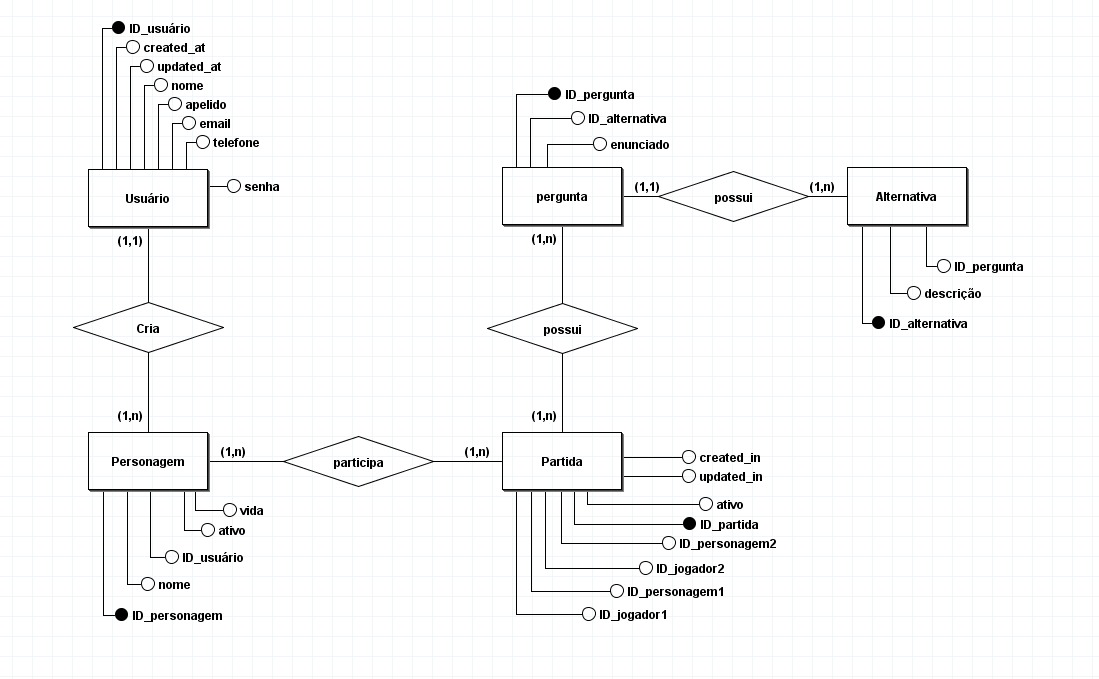 ID_usuário
created_at
updated_at
nome
apelido
email
telefone
senha
Usuário
(1,1)
Cria
(1,n)
Personagem
vida
ativo
ID_usuário
nome
ID_personagem
(1,n)
participa
(1,n)
ID_pergunta
ID_alternativa
enunciado
pergunta
(1,1)
possui
(1,n)
Alternativa
ID_pergunta
descrição
ID_alternativa
(1,n)
possui
(1,n)
Partida
created_in
updated_in
ativo
ID_partida
ID_personagem2
ID_jogador2
ID_personagem1
ID_jogador1